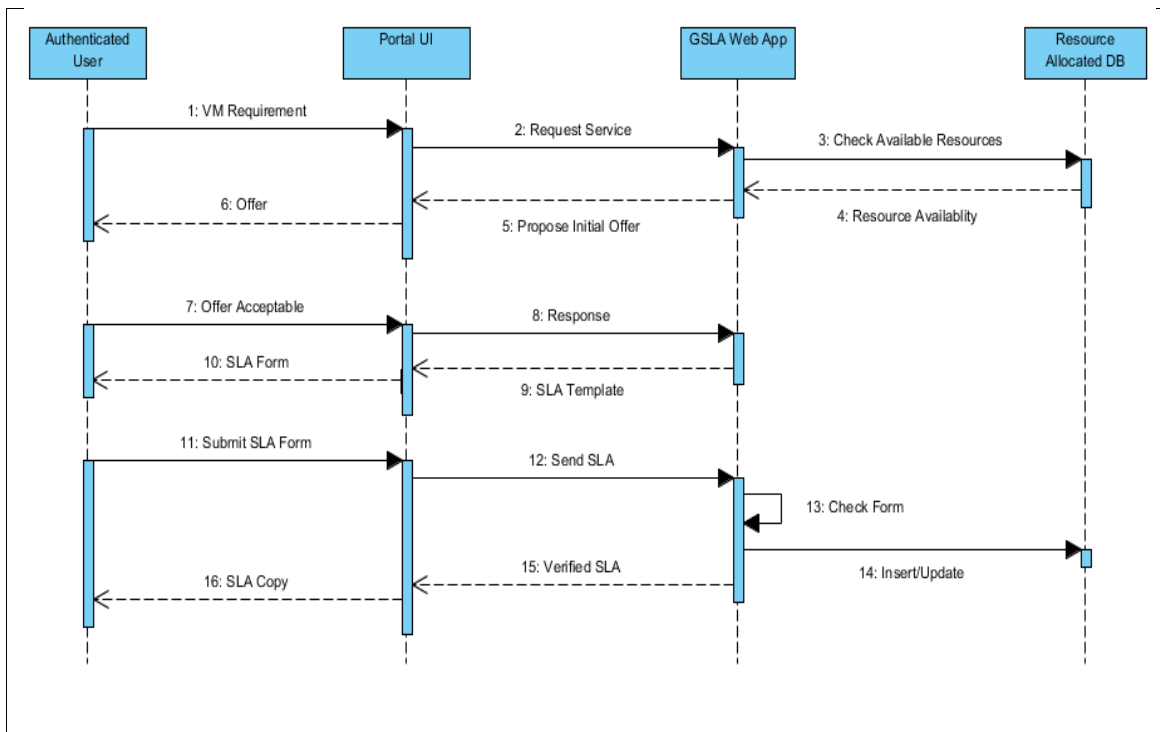 Authenticated
User
Portal UI
GSLA Web App
Resource
Allocated DB
1: VM Requirement
2: Request Service
3: Check Available Resources
4: Resource Availablity
5: Propose Initial Offer
6: Offer
7: Offer Acceptable
8: Response
9: SLA Template
10: SLA Form
11: Submit SLA Form
12: Send SLA
13: Check Form
14: Insert/Update
15: Verified SLA
16: SLA Copy